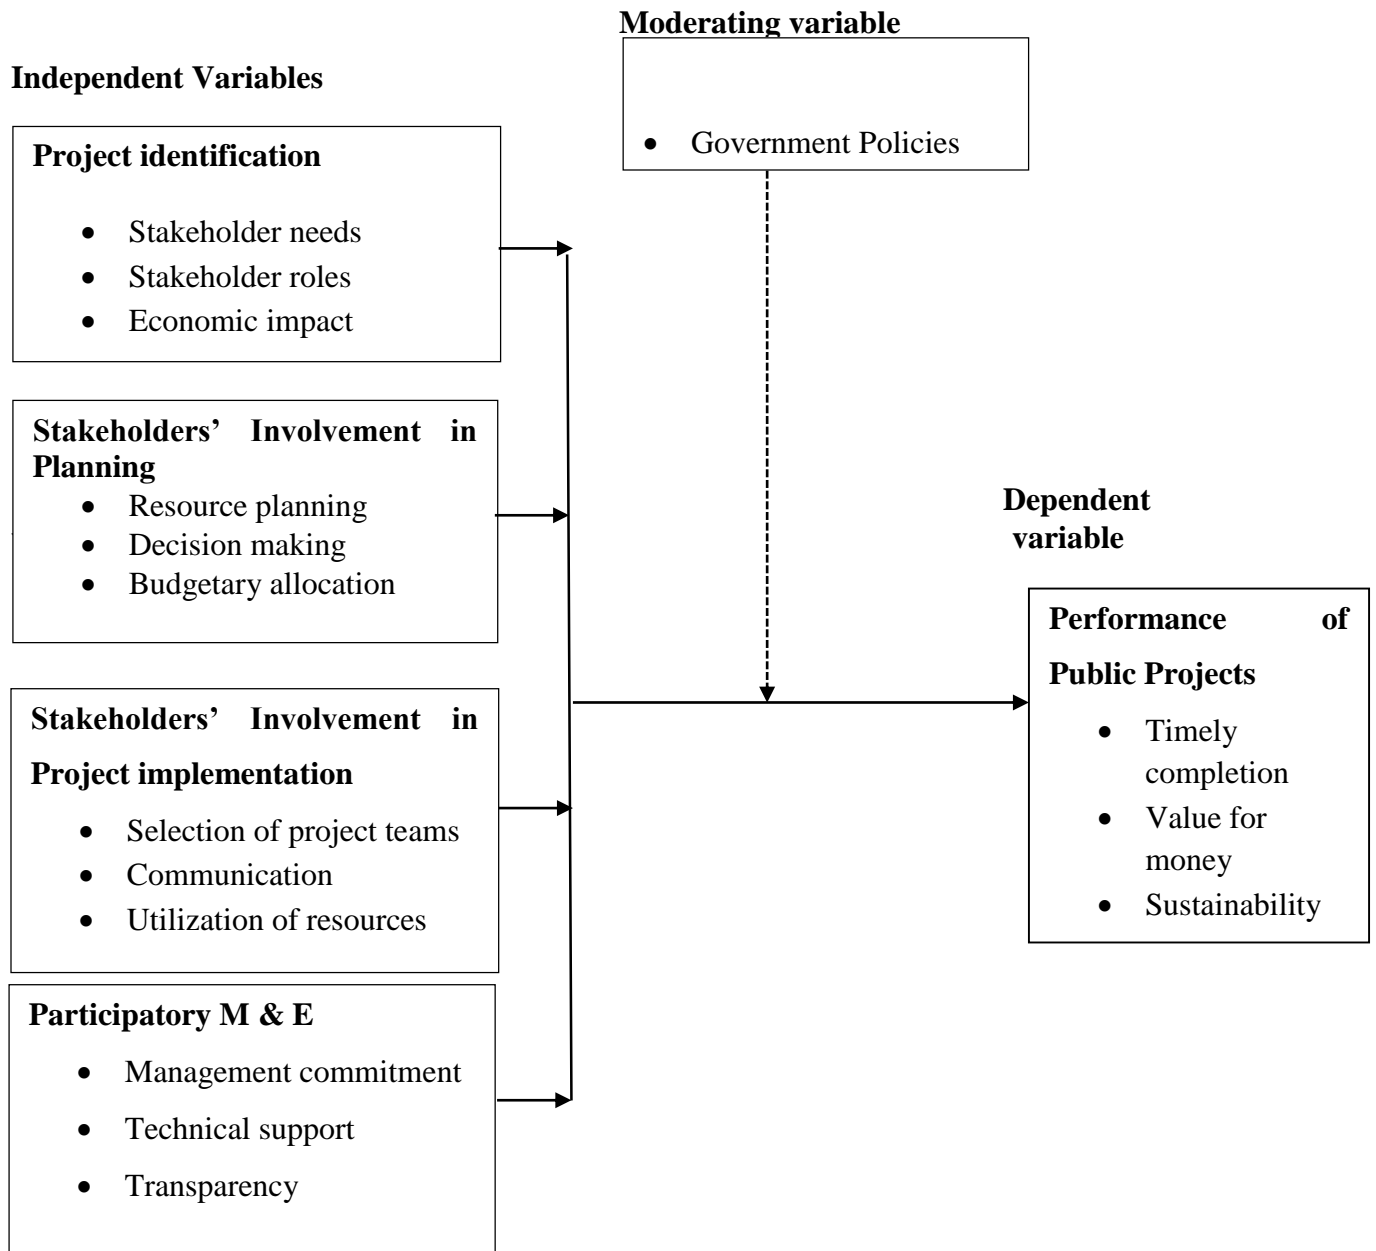 Moderating variable
• Government Policies
Independent Variables
Project identification
• Stakeholder needs
• Stakeholder roles
• Economic impact
Stakeholders’ Involvement in
Planning
• Resource planning
• Decision making
• Budgetary allocation
Stakeholders’ Involvement in
Project implementation
• Selection of project teams
• Communication
• Utilization of resources
Participatory M & E
• Management commitment
• Technical support
• Transparency
Dependent
variable
Performance of
Public Projects
• Timely
completion
• Value for
money
• Sustainability